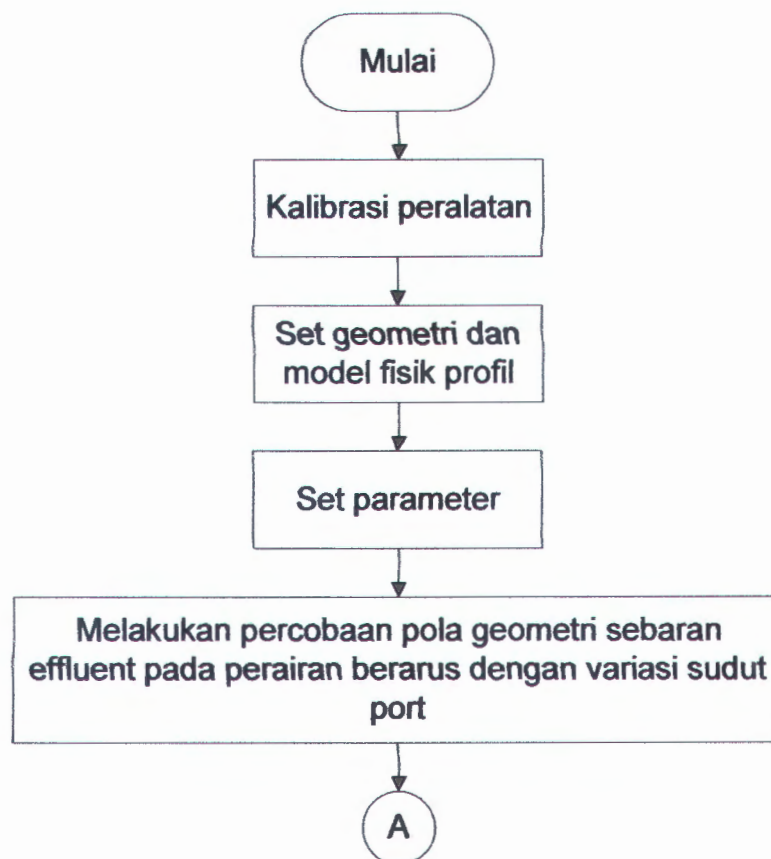 Mulai
Kalibrasi peralatan
Set geometri dan
model fisik profil
Set parameter
Melakukan percobaan pola geometri sebaran
effluent pada perairan berarus dengan variasi sudut
port
A